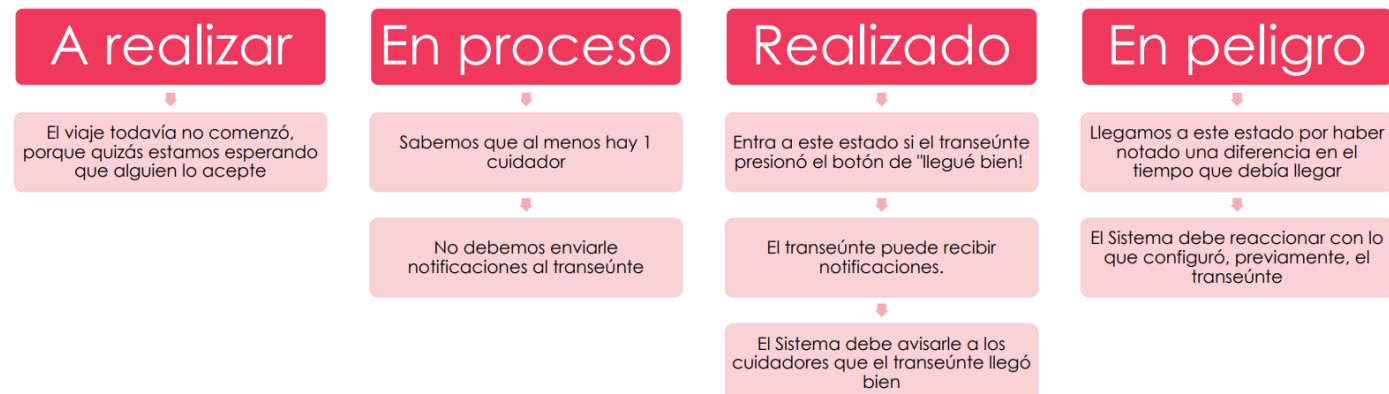 A realizar
El viaje todavía no comenzó,
porque quizás estamos esperando
que alguien lo acepte
En proceso
Sabemos que al menos hay 1
cuidador
No debemos enviarle
notificaciones al transeúnte
Realizado
Entra a este estado si el transeúnte
presionó el botón de "llegué bien!"
El transeúnte puede recibir
notificaciones.
El Sistema debe avisarle a los
cuidadores que el transeúnte llegó
bien
En peligro
Llegamos a este estado por haber
notado una diferencia en el
tiempo que debía llegar
El Sistema debe reaccionar con lo
que configuró, previamente, el
transeúnte